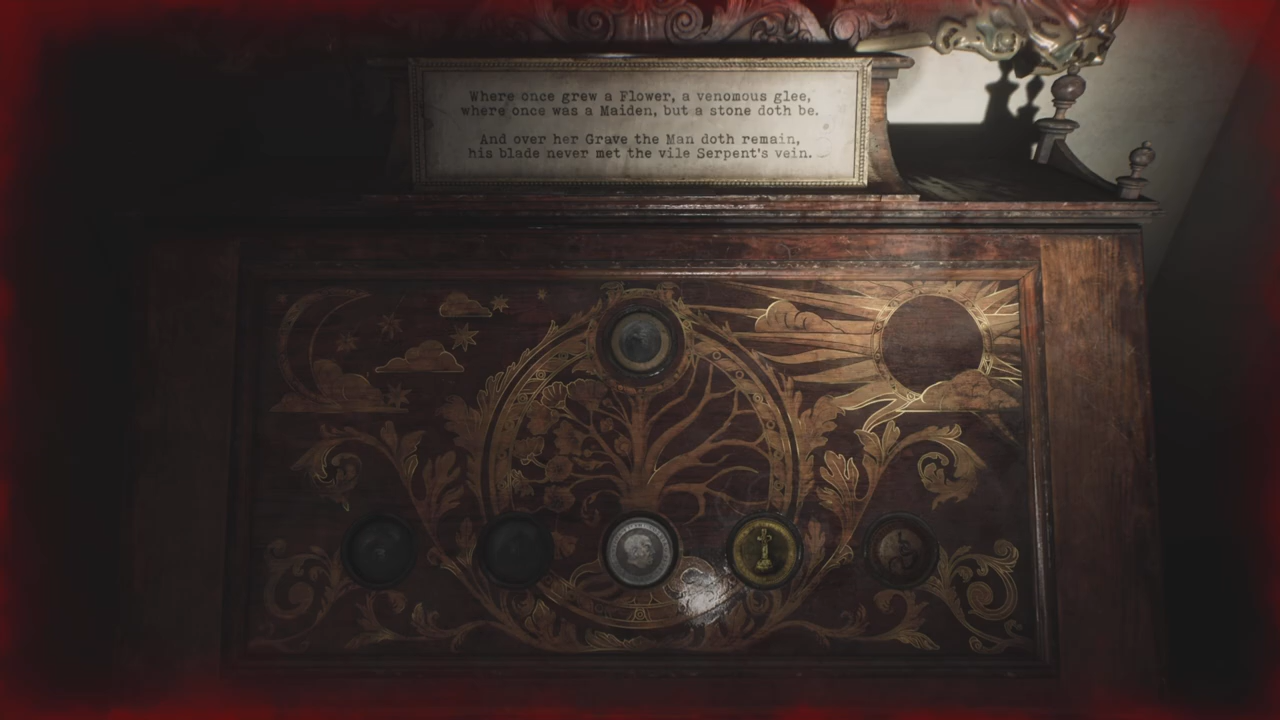 Where once grew a Flower, a venomous glee,
where once was a Maiden, but a stone doth be.
And over her Grave the Man doth remain,
his blade never met the vile Serpent's vein.